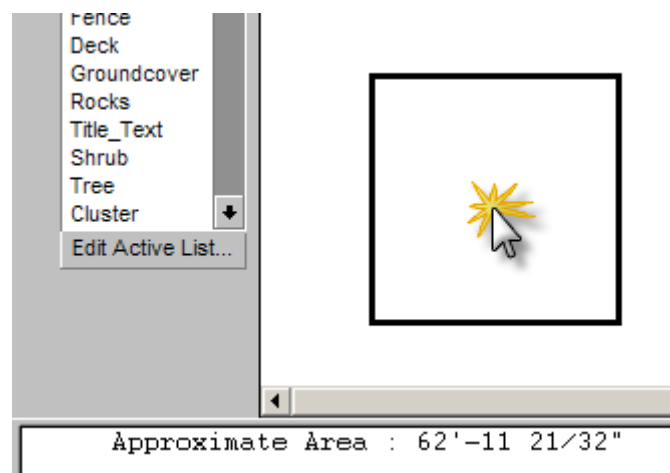 Fence
Deck
Groundcover
Rocks
Title_Text
Shrub
Tree
Cluster
Edit Active List...
Approximate Area : 62'-11 21/32"